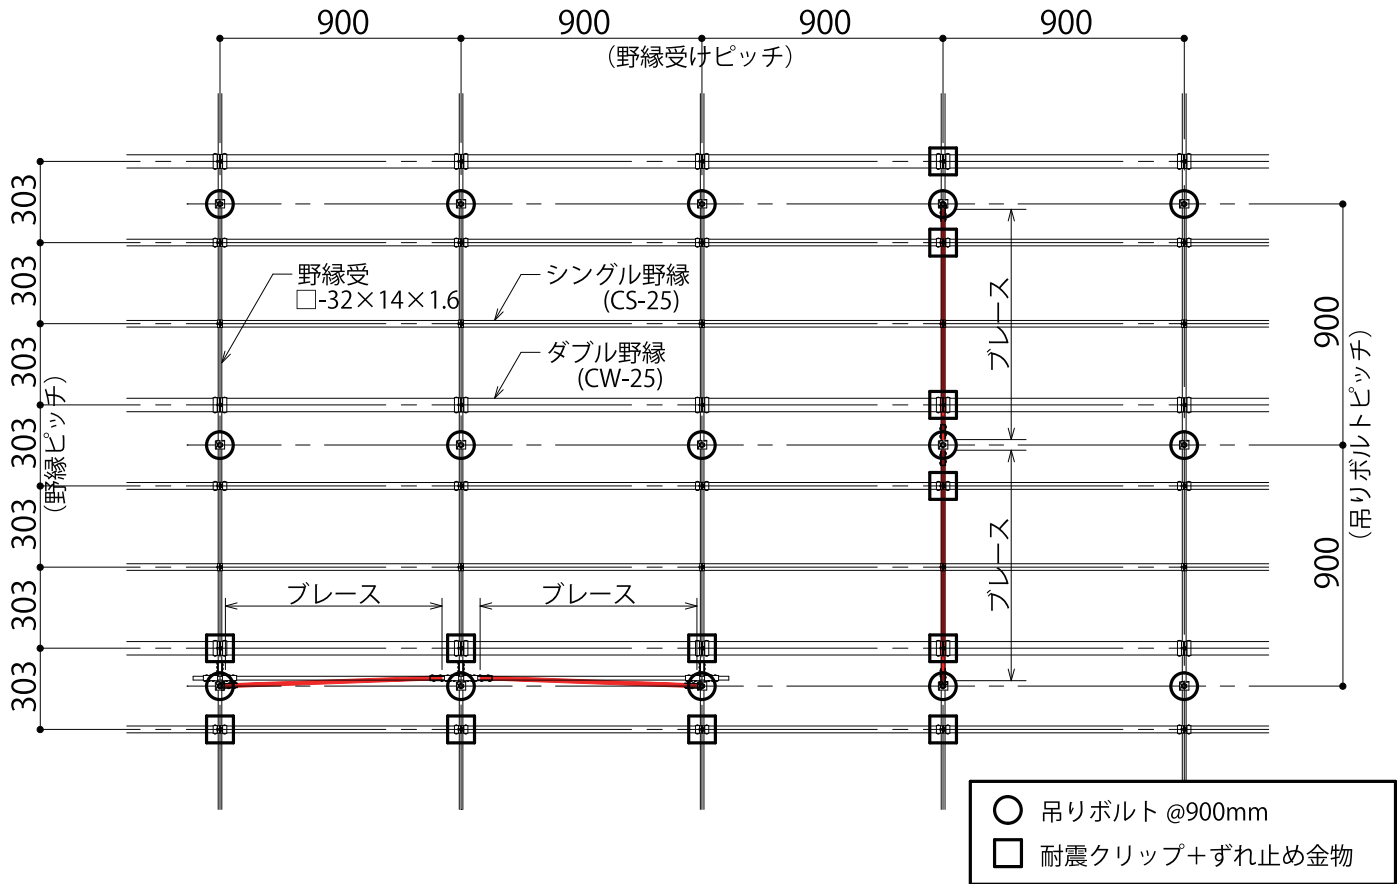 900
900
900
900
(野縁受けピッチ)
303
303
303
303
303
303
303
(野縁ピッチ)
野縁受
□-32×14×1.6
シングル野縁
(CS-25)
ダブル野縁
(CW-25)
ブレース
ブレース
ブレース
ブレース
900
900
(吊りボルトピッチ)
吊りボルト @900mm
耐震クリップ+ずれ止め金物